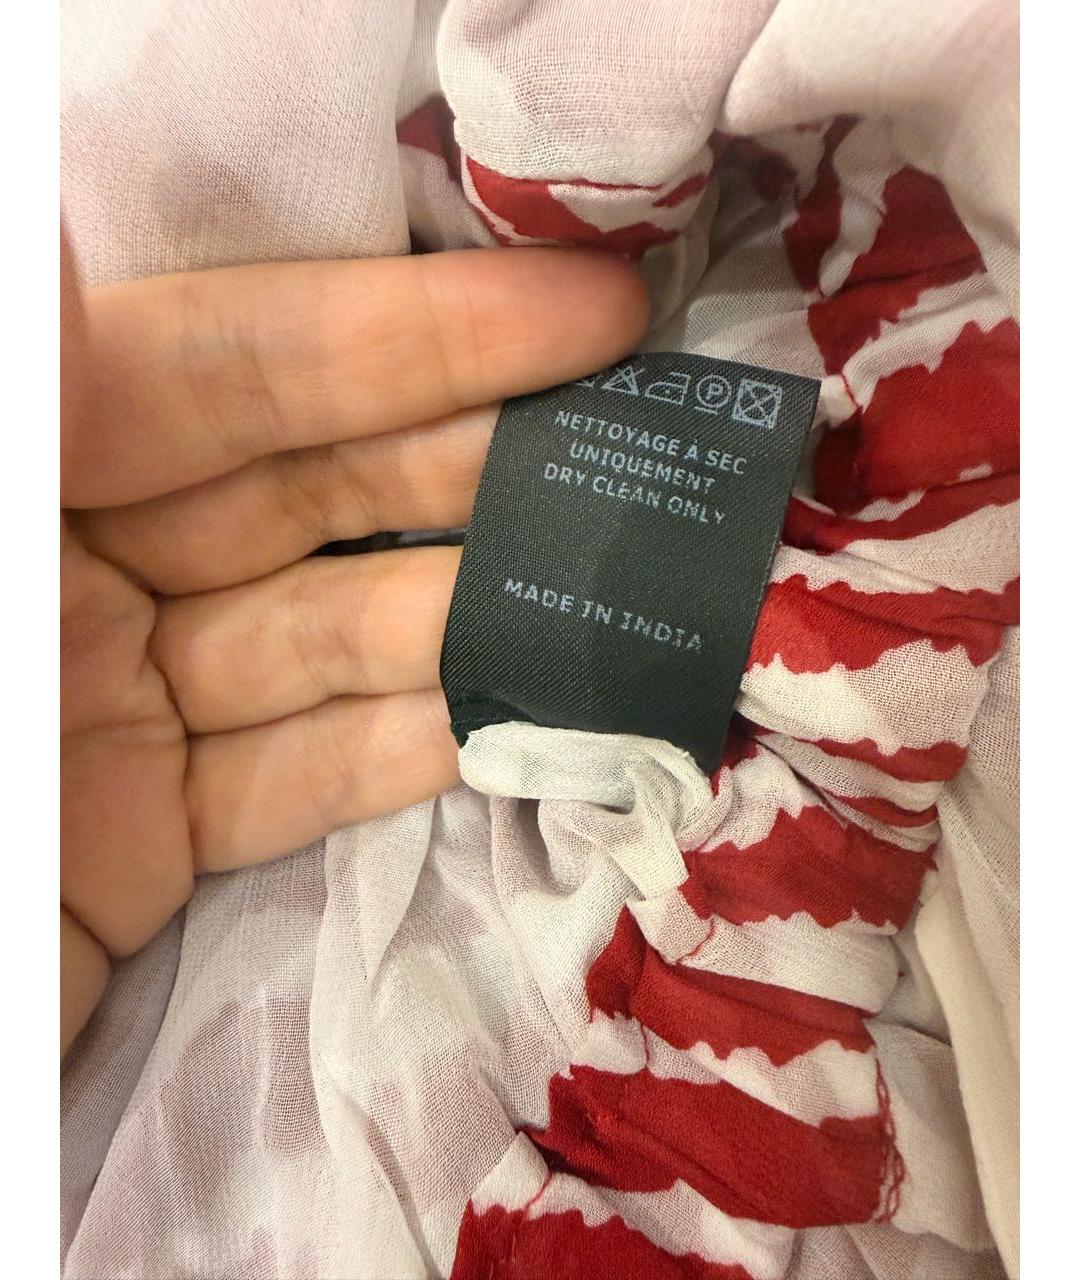 P
NETTOYAGE À SEC
UNIQUEMENT
DRY CLEAN ONLY
MADE IN INDIA